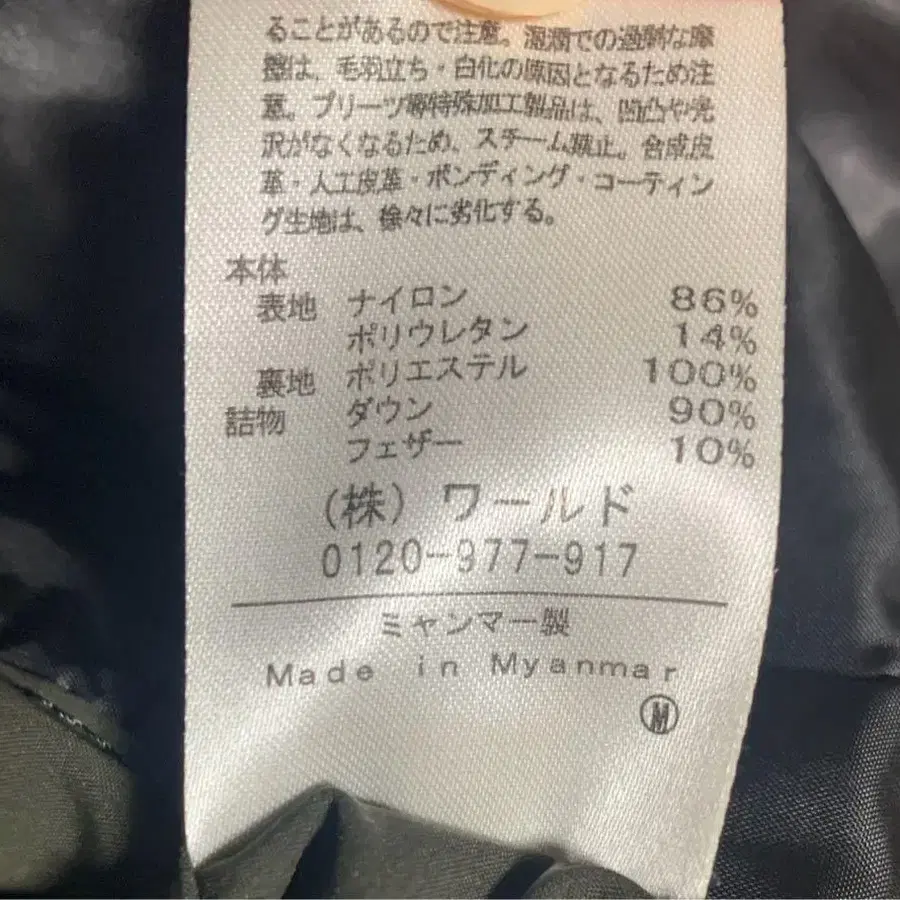 ることがあるので注意。湿潤での過剰な摩
擦は、毛羽立ち・白化の原因となるため注
意。プリーツ等特殊加工製品は、凹凸や光
沢がなくなるため、スチーム禁止。合成皮
革・人工皮革・ボンディング・コーティン
グ生地は、徐々に劣化する。
本体
表地 ナイロン 86%
ポリウレタン 14%
裏地 ポリエステル 100%
詰物 ダウン 90%
フェザー 10%
(株) ワールド
0120-977-917
ミャンマー製
Made in Myanmar
Ⓜ